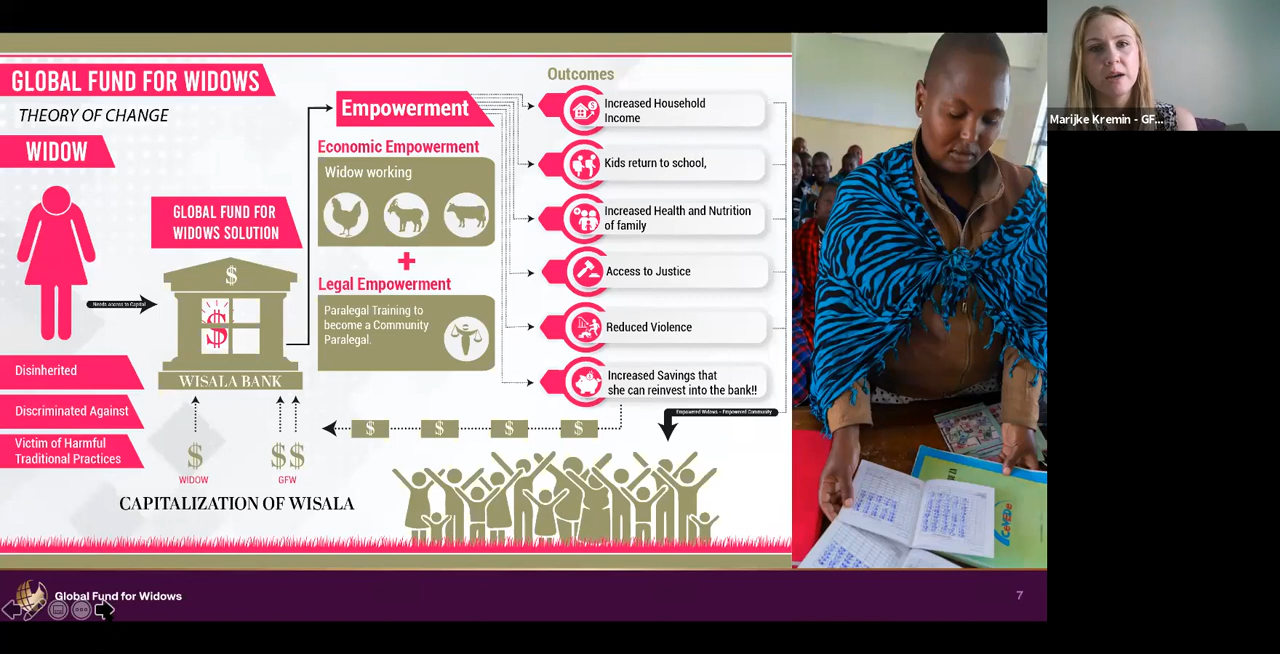 GLOBAL FUND FOR WIDOWS
THEORY OF CHANGE
WIDOW
GLOBAL FUND FOR
WIDOWS SOLUTION
Needs access to Capital
$
$
WISALA BANK
Disinherited
Discriminated Against
Victim of Harmful
Traditional Practices
$
WIDOW
$$
GFW
CAPITALIZATION OF WISALA
Empowerment
Economic Empowerment
Widow working
+
Legal Empowerment
Paralegal Training to
become a Community
Paralegal.
Outcomes
Increased Household
Income
Kids return to school,
Increased Health and Nutrition
of family
Access to Justice
Reduced Violence
Increased Savings that
she can reinvest into the bank!!
Empowered Widows - Empowered Community
$ $ $ $
Global Fund for Widows
7
Marijke Kremin - GF...